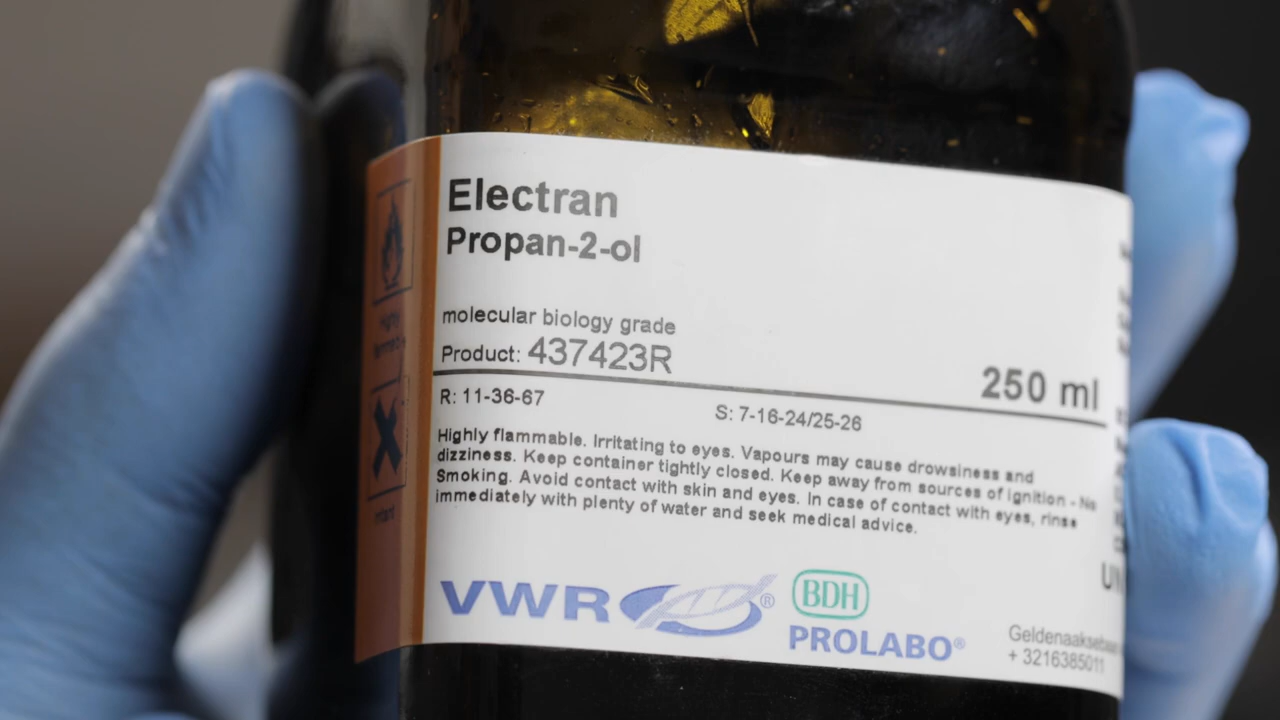 Electran
Propan-2-ol
molecular biology grade
Product: 437423R
250 ml
R: 11-36-67
S: 7-16-24/25-26
Highly flammable. Irritating to eyes. Vapours may cause drowsiness and
dizziness. Keep container tightly closed. Keep away from sources of ignition - No
Smoking. Avoid contact with skin and eyes. In case of contact with eyes, rinse
immediately with plenty of water and seek medical advice.
VWR ®
BDH
PROLABO®
+ 3216385011
UN